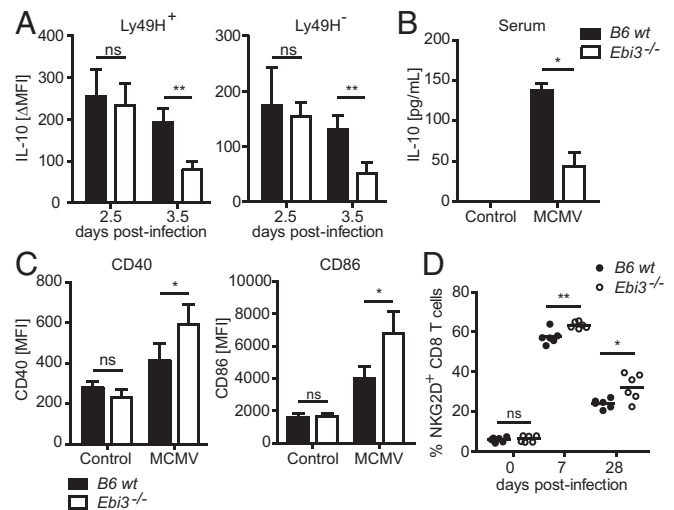 A
Ly49H+
IL-10 [ΔMFI]
400
300
200
100
0
ns
**
2.5
3.5
days post-infection
Ly49H-
300
200
100
0
ns
**
2.5
3.5
days post-infection
B
Serum
B6 wt
Ebi3-/-
IL-10 [pg/mL]
200
150
100
50
0
*
Control
MCMV
C
CD40
CD40 [MFI]
800
600
400
200
0
ns
*
Control
MCMV
CD86
CD86 [MFI]
10000
8000
6000
4000
2000
0
ns
*
Control
MCMV
B6 wt
Ebi3-/-
D
B6 wt
Ebi3-/-
% NKG2D+ CD8 T cells
80
60
40
20
0
ns
**
*
0
7
28
days post-infection